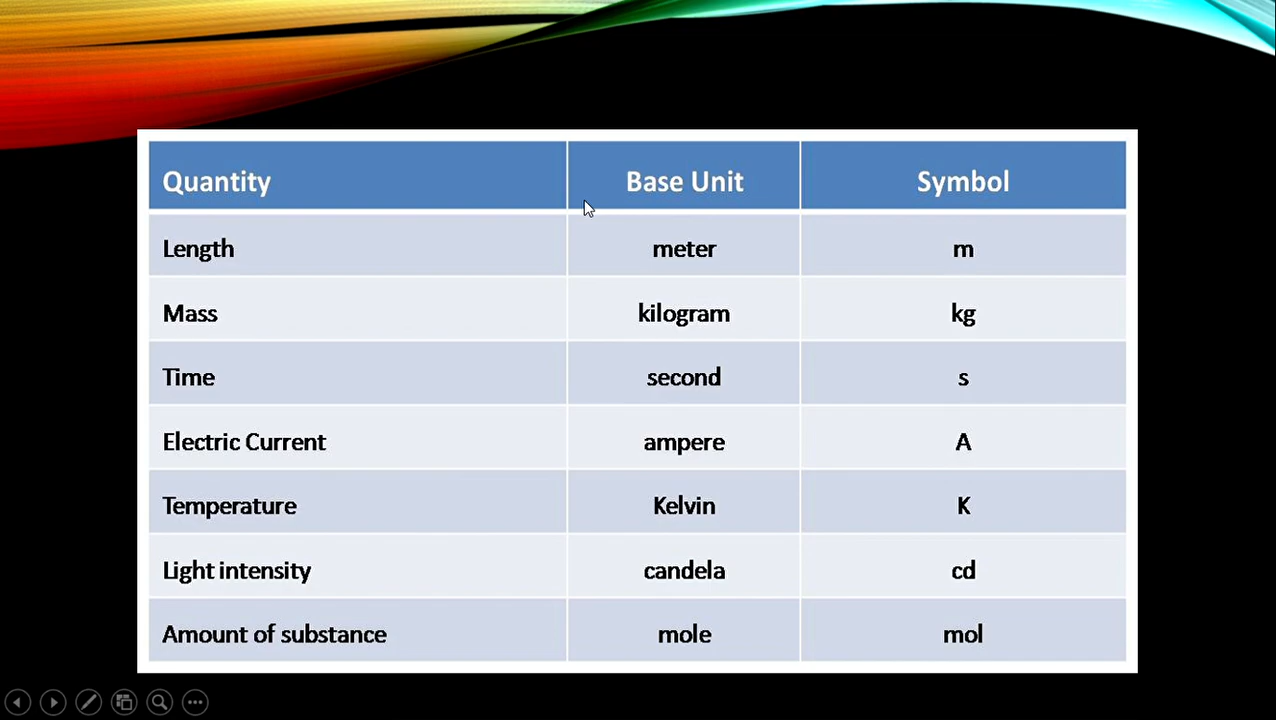 Quantity Base Unit Symbol
Length meter m
Mass kilogram kg
Time second s
Electric Current ampere A
Temperature Kelvin K
Light intensity candela cd
Amount of substance mole mol